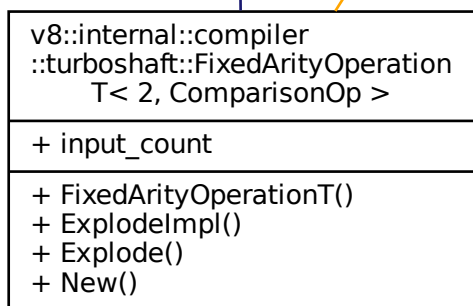 v8::internal::compiler
::turboshaft::FixedArityOperation
T< 2, ComparisonOp >
+ input_count
+ FixedArityOperationT()
+ ExplodeImpl()
+ Explode()
+ New()